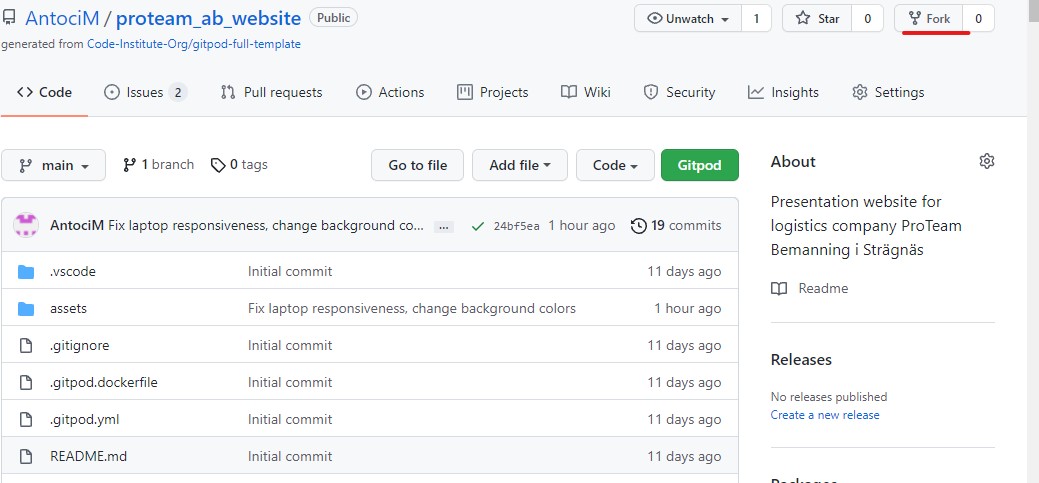 AntociM / proteam_ab_website Public
Unwatch 1
Star 0
Fork 0
generated from Code-Institute-Org/gitpod-full-template
Code
Issues 2
Pull requests
Actions
Projects
Wiki
Security
Insights
Settings
main
1 branch
0 tags
Go to file
Add file
Code
Gitpod
AntociM Fix laptop responsiveness, change background co... ... 24bf5ea 1 hour ago 19 commits
.vscode Initial commit 11 days ago
assets Fix laptop responsiveness, change background colors 1 hour ago
.gitignore Initial commit 11 days ago
.gitpod.dockerfile Initial commit 11 days ago
.gitpod.yml Initial commit 11 days ago
README.md Initial commit 11 days ago
About
Presentation website for
logistics company ProTeam
Bemanning i Strägnäs
Readme
Releases
No releases published
Create a new release